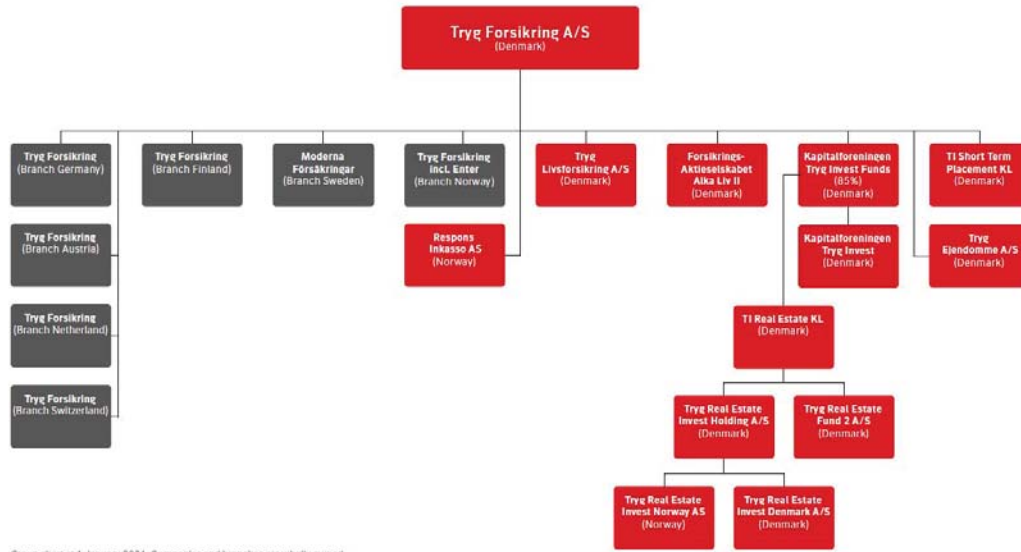 Tryg Forsikring A/S
(Denmark)
Tryg Forsikring
(Branch Germany)
Tryg Forsikring
(Branch Finland)
Moderna
Försäkringar
(Branch Sweden)
Tryg Forsikring
incl. Enter
(Branch Norway)
Tryg
Livsforsikring A/S
(Denmark)
Forsikrings-
Aktieselskabet
Alka Liv II
(Denmark)
Kapitalforeningen
Tryg Invest Funds
(85%)
(Denmark)
TI Short Term
Placement KL
(Denmark)
Tryg Forsikring
(Branch Austria)
Respons
Inkasso AS
(Norway)
Kapitalforeningen
Tryg Invest
(Denmark)
Tryg
Ejendomme A/S
(Denmark)
Tryg Forsikring
(Branch Netherland)
TI Real Estate KL
(Denmark)
Tryg Forsikring
(Branch Switzerland)
Tryg Real Estate
Invest Holding A/S
(Denmark)
Tryg Real Estate
Fund 2 A/S
(Denmark)
Tryg Real Estate
Invest Norway AS
(Norway)
Tryg Real Estate
Invest Denmark A/S
(Denmark)